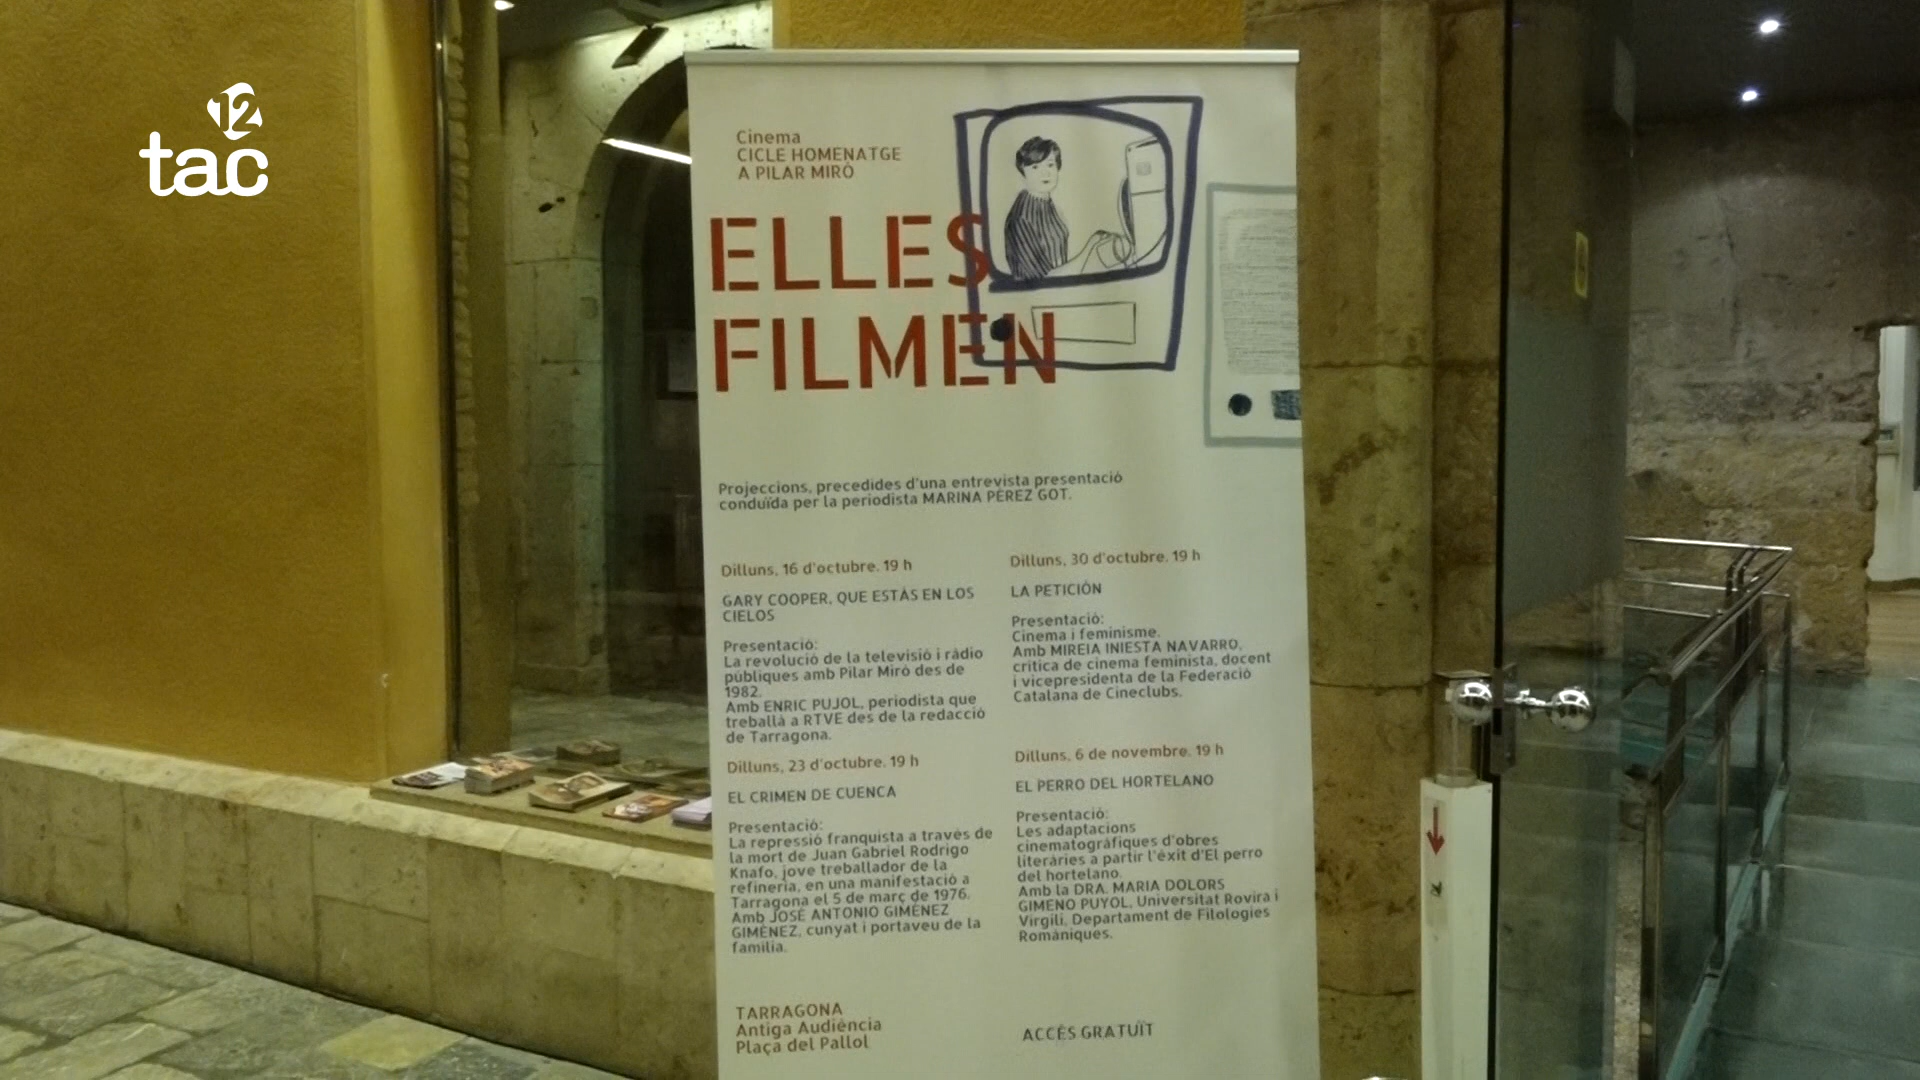 tac 12
Cinema
CICLE HOMENATGE
A PILAR MIRÓ
ELLES
FILMEN
Projeccions, precedides d'una entrevista presentació
conduïda per la periodista MARINA PÉREZ GOT.
Dilluns, 16 d'octubre. 19 h
GARY COOPER, QUE ESTÁS EN LOS
CIELOS
Presentació:
La revolució de la televisió i ràdio
públiques amb Pilar Miró des de
1982.
Amb ENRIC PUJOL, periodista que
treballà a RTVE des de la redacció
de Tarragona.
Dilluns, 23 d'octubre. 19 h
EL CRIMEN DE CUENCA
Presentació:
La repressió franquista a través de
la mort de Juan Gabriel Rodrigo
Knafo, jove treballador de la
refineria, en una manifestació a
Tarragona el 5 de març de 1976.
Amb JOSÉ ANTONIO GIMÉNEZ
GIMÉNEZ, cunyat i portaveu de la
família.
Dilluns, 30 d'octubre. 19 h
LA PETICIÓN
Presentació:
Cinema i feminisme.
Amb MIREIA INIESTA NAVARRO,
crítica de cinema feminista, docent
i vicepresidenta de la Federació
Catalana de Cineclubs.
Dilluns, 6 de novembre. 19 h
EL PERRO DEL HORTELANO
Presentació:
Les adaptacions
cinematogràfiques d'obres
literàries a partir l'èxit d'El perro
del hortelano.
Amb la DRA. MARIA DOLORS
GIMENO PUYOL, Universitat Rovira i
Virgili, Departament de Filologies
Romàniques.
TARRAGONA
Antiga Audiència
Plaça del Pallol
ACCÉS GRATUÏT